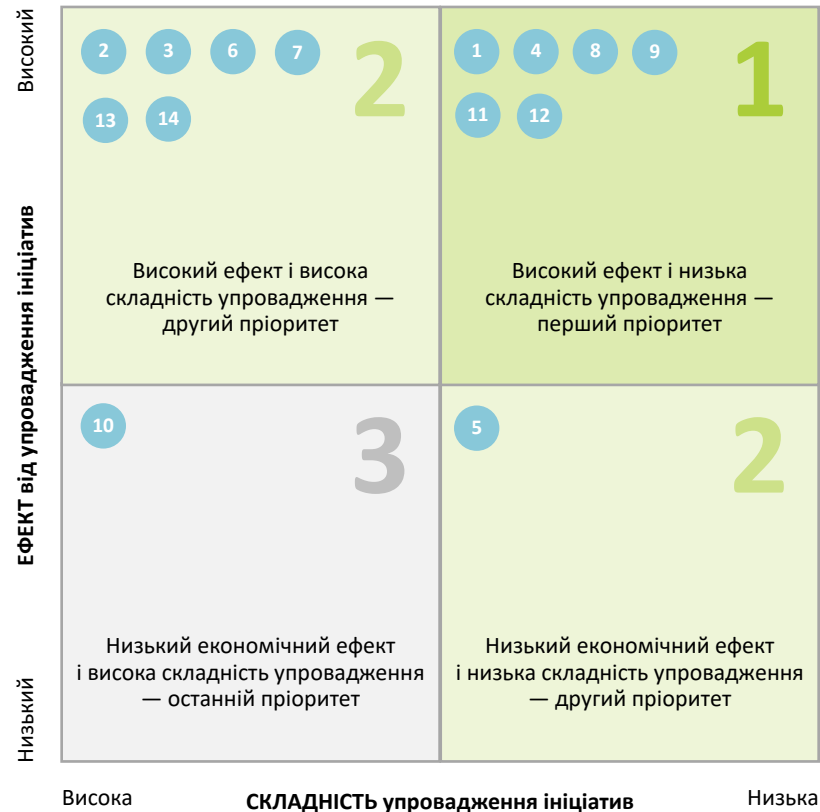 Високий
ЕФЕКТ від упровадження ініціатив
Низький
2 3 6 7
13 14
2
Високий ефект і висока
складність упровадження —
другий пріоритет
1 4 8 9
11 12
1
Високий ефект і низька
складність упровадження —
перший пріоритет
10
3
Низький економічний ефект
і висока складність упровадження
— останній пріоритет
5
2
Низький економічний ефект
і низька складність упровадження
— другий пріоритет
Висока
СКЛАДНІСТЬ упровадження ініціатив
Низька